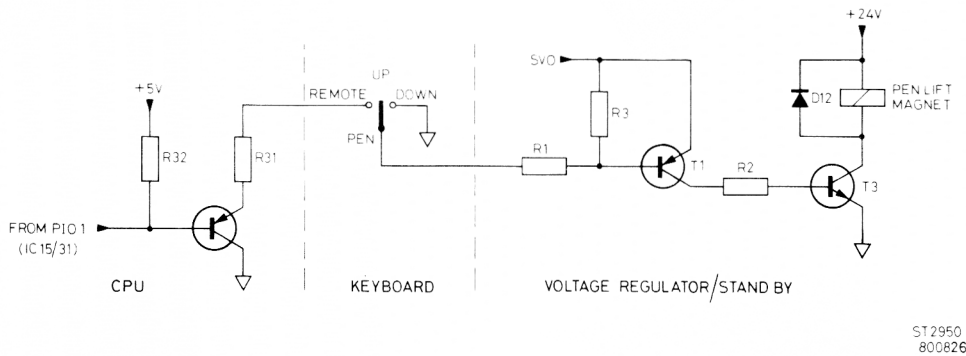 +24V
+5V
UP
REMOTE
DOWN
PEN
5VO
D12
PEN LIFT
MAGNET
R32
R31
R3
R1
T1
R2
T3
FROM PIO 1
(IC15/31)
CPU
KEYBOARD
VOLTAGE REGULATOR/STAND BY
ST2950
800826